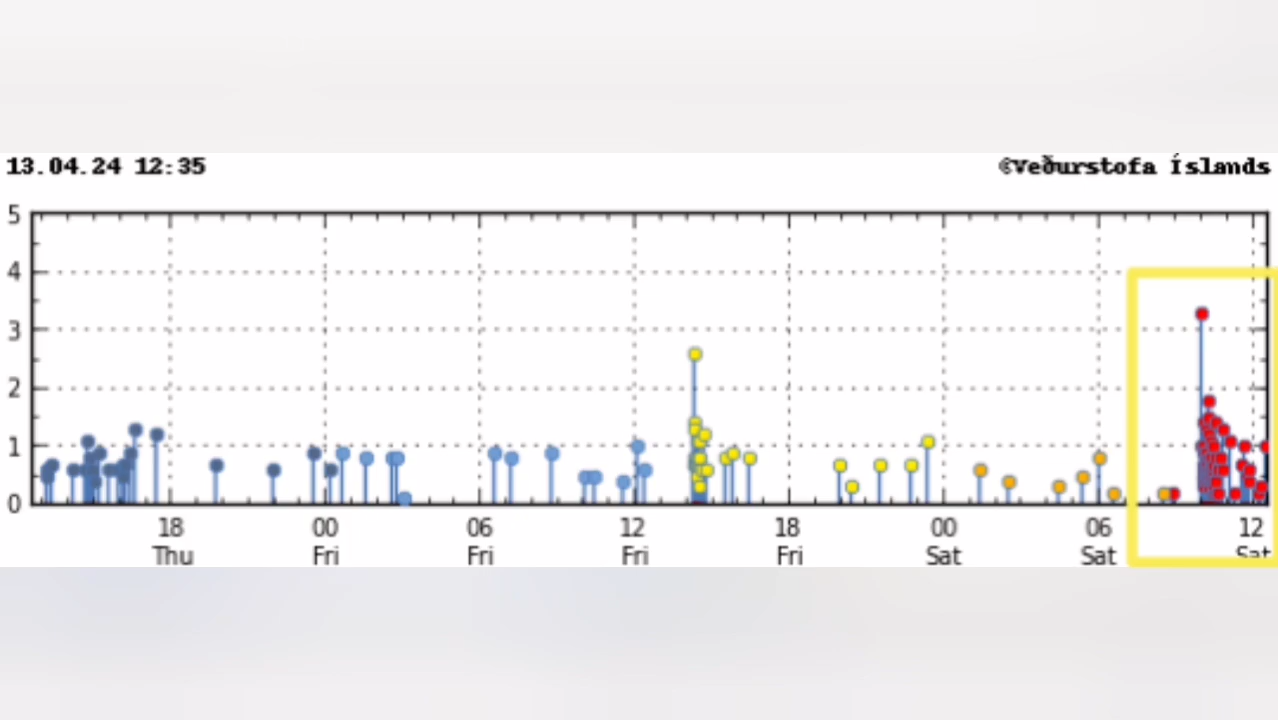 13.04.24 12:35 ©Veðurstofa Íslands
5
4
3
2
1
0
18 00 06 12 18 00 06 12
Thu Fri Fri Fri Fri Sat Sat Sat